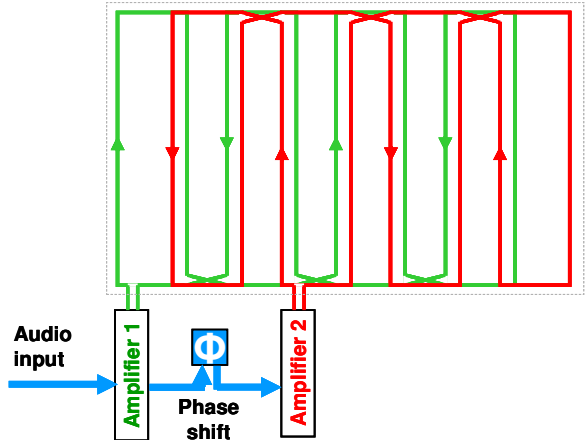 Audio
input
Amplifier 1
Φ
Phase
shift
Amplifier 2